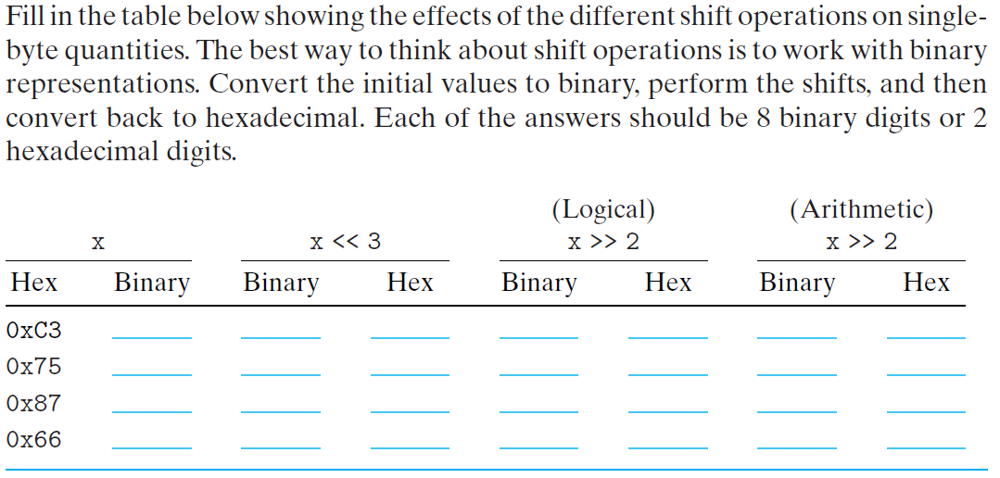 Fill in the table below showing the effects of the different shift operations on single-
byte quantities. The best way to think about shift operations is to work with binary
representations. Convert the initial values to binary, perform the shifts, and then
convert back to hexadecimal. Each of the answers should be 8 binary digits or 2
hexadecimal digits.
(Logical) (Arithmetic)
x x << 3 x >> 2 x >> 2
Hex Binary Binary Hex Binary Hex Binary Hex
0xC3
0x75
0x87
0x66